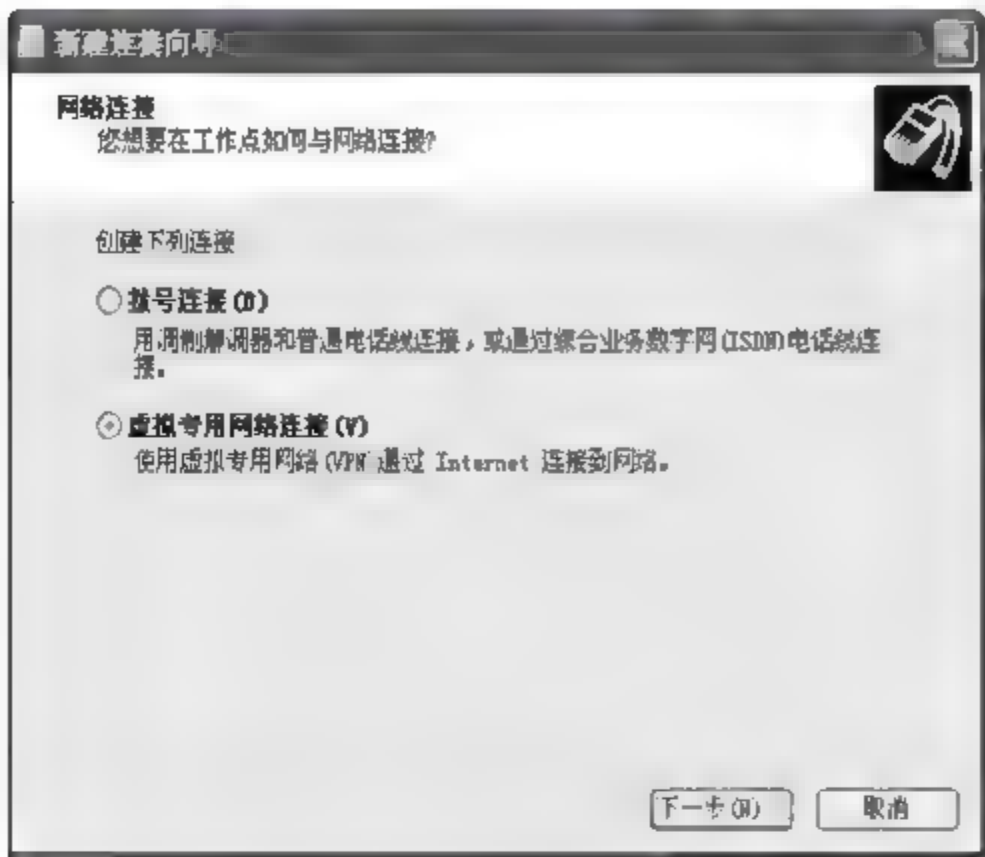 新建连接向导
网络连接
您想要在工作点如何与网络连接?
创建下列连接
拨号连接(D)
用调制解调器和普通电话线连接，或通过综合业务数字网(ISDN)电话线连
接。
虚拟专用网络连接(V)
使用虚拟专用网络(VPN)通过 Internet 连接到网络。
下一步(N)
取消